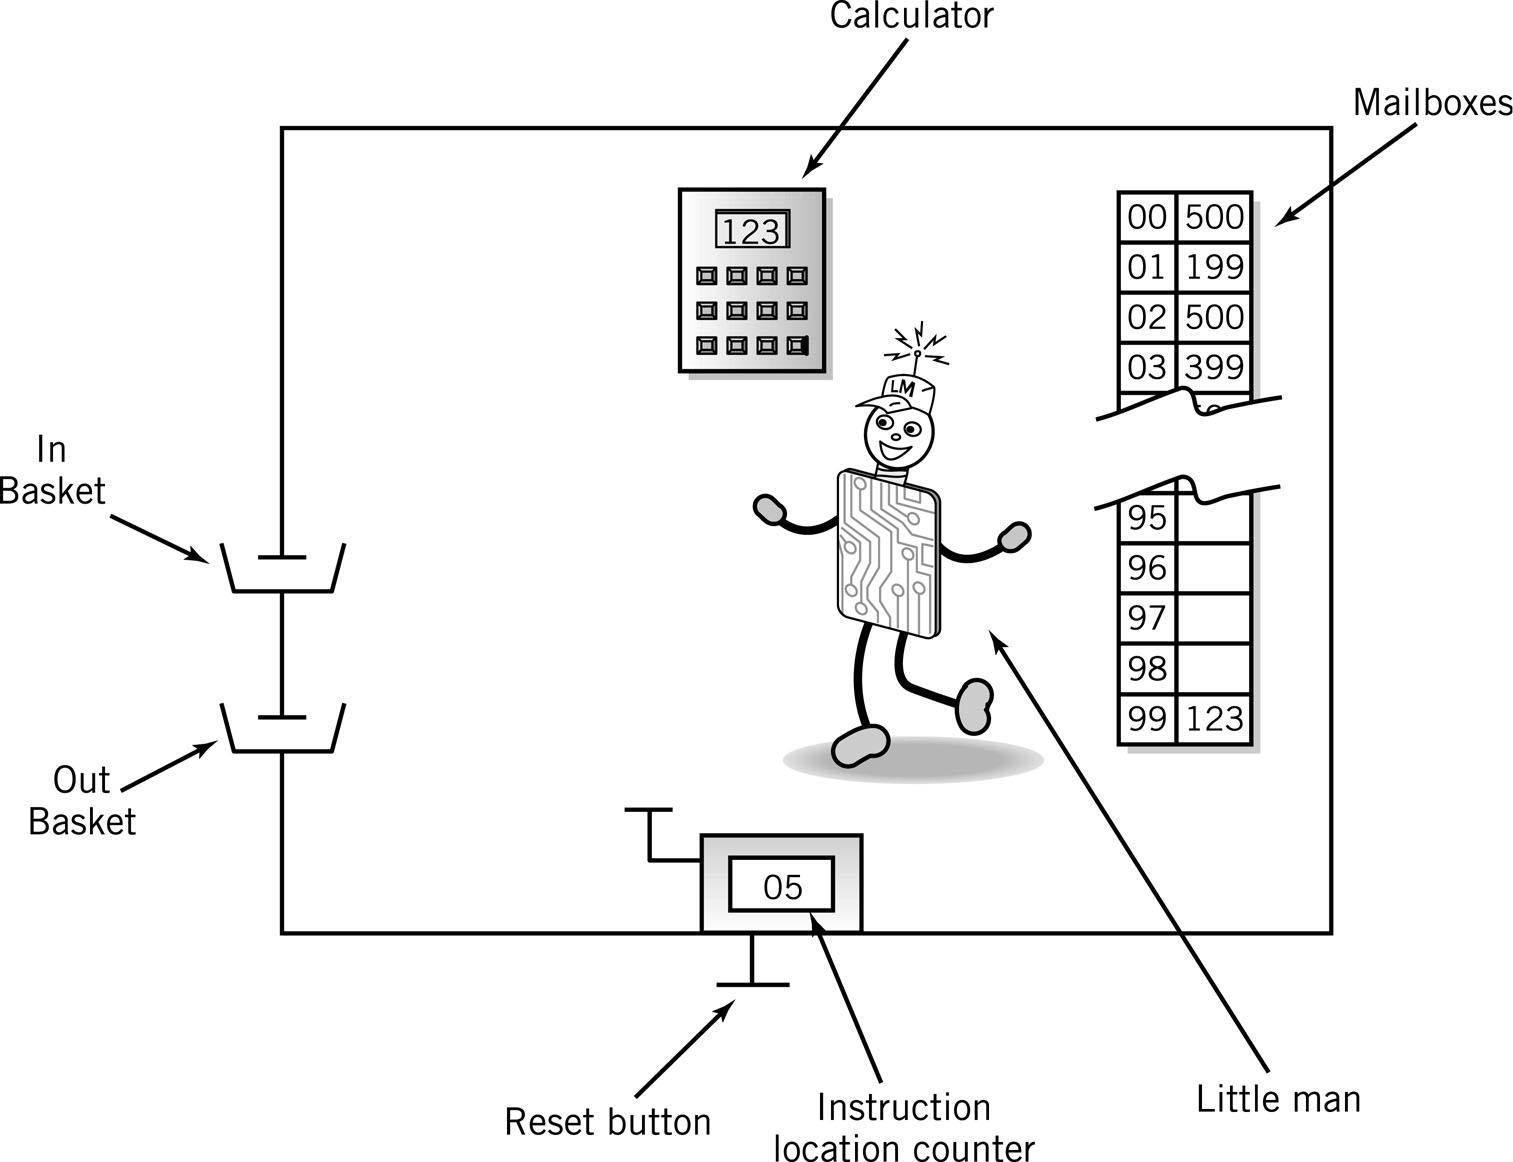 Calculator
Mailboxes
123
00 500
01 199
02 500
03 399
LM
In
Basket
95
96
97
98
99 123
Out
Basket
05
Reset button
Instruction
location counter
Little man